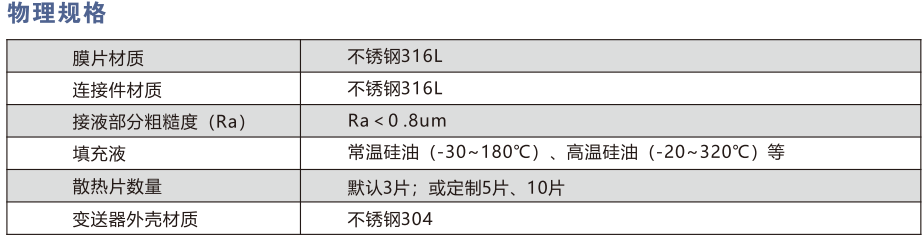 物理规格
膜片材质 不锈钢316L
连接件材质 不锈钢316L
接液部分粗糙度（Ra） Ra＜0 .8um
填充液 常温硅油（-30~180℃）、高温硅油（-20~320℃）等
散热片数量 默认3片；或定制5片、10片
变送器外壳材质 不锈钢304